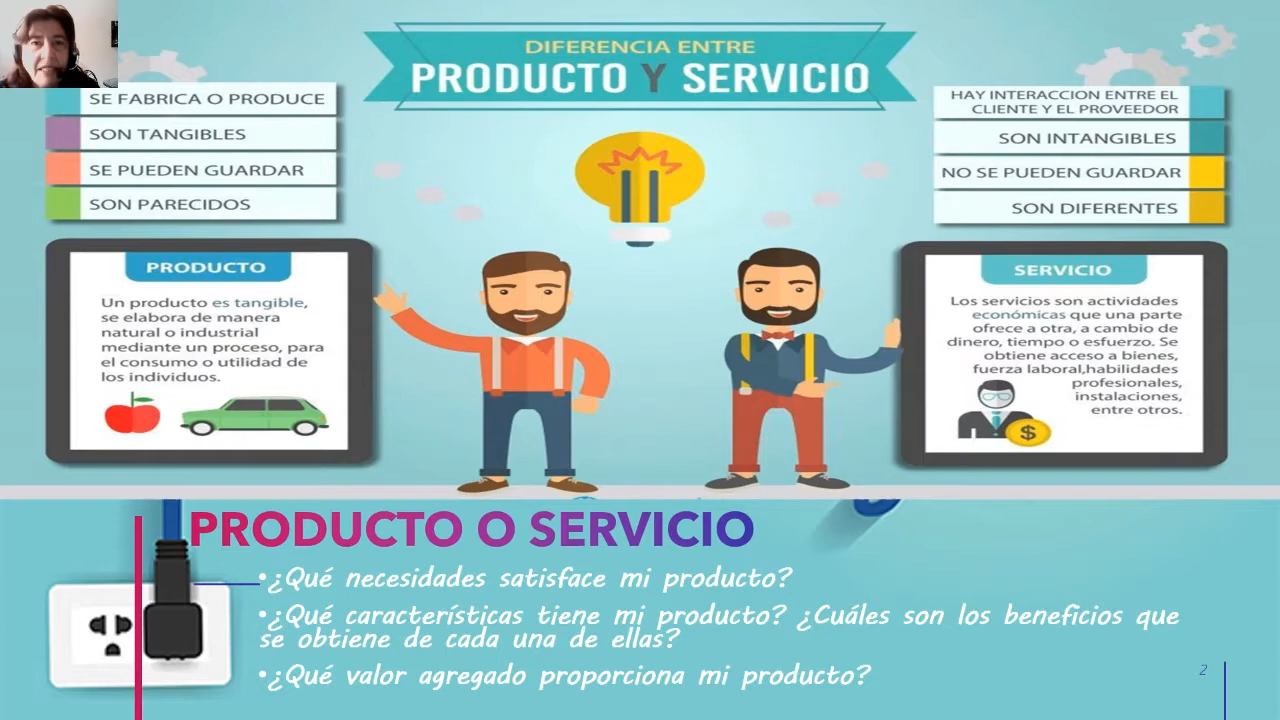 DIFERENCIA ENTRE
PRODUCTO Y SERVICIO
SE FABRICA O PRODUCE
SON TANGIBLES
SE PUEDEN GUARDAR
SON PARECIDOS
HAY INTERACCION ENTRE EL
CLIENTE Y EL PROVEEDOR
SON INTANGIBLES
NO SE PUEDEN GUARDAR
SON DIFERENTES
PRODUCTO
Un producto es tangible,
se elabora de manera
natural o industrial
mediante un proceso, para
el consumo o utilidad de
los individuos.
SERVICIO
Los servicios son actividades
económicas que una parte
ofrece a otra, a cambio de
dinero, tiempo o esfuerzo. Se
obtiene acceso a bienes,
fuerza laboral,habilidades
profesionales,
instalaciones,
entre otros.
$
PRODUCTO O SERVICIO
•¿Qué necesidades satisface mi producto?
•¿Qué características tiene mi producto? ¿Cuáles son los beneficios que
se obtiene de cada una de ellas?
•¿Qué valor agregado proporciona mi producto?
2